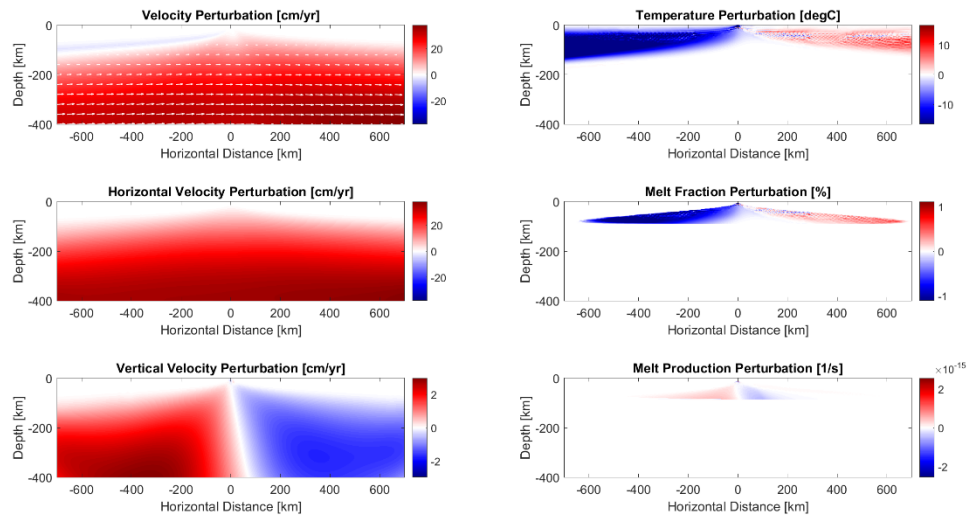 Velocity Perturbation [cm/yr]
0
-200
-400
Depth [km]
-600 -400 -200 0 200 400 600
Horizontal Distance [km]
20
0
-20
Temperature Perturbation [degC]
0
-200
-400
Depth [km]
-600 -400 -200 0 200 400 600
Horizontal Distance [km]
10
0
-10
Horizontal Velocity Perturbation [cm/yr]
0
-200
-400
Depth [km]
-600 -400 -200 0 200 400 600
Horizontal Distance [km]
20
0
-20
Melt Fraction Perturbation [%]
0
-200
-400
Depth [km]
-600 -400 -200 0 200 400 600
Horizontal Distance [km]
1
0
-1
Vertical Velocity Perturbation [cm/yr]
0
-200
-400
Depth [km]
-600 -400 -200 0 200 400 600
Horizontal Distance [km]
2
0
-2
Melt Production Perturbation [1/s]
×10⁻¹⁵
0
-200
-400
Depth [km]
-600 -400 -200 0 200 400 600
Horizontal Distance [km]
2
0
-2